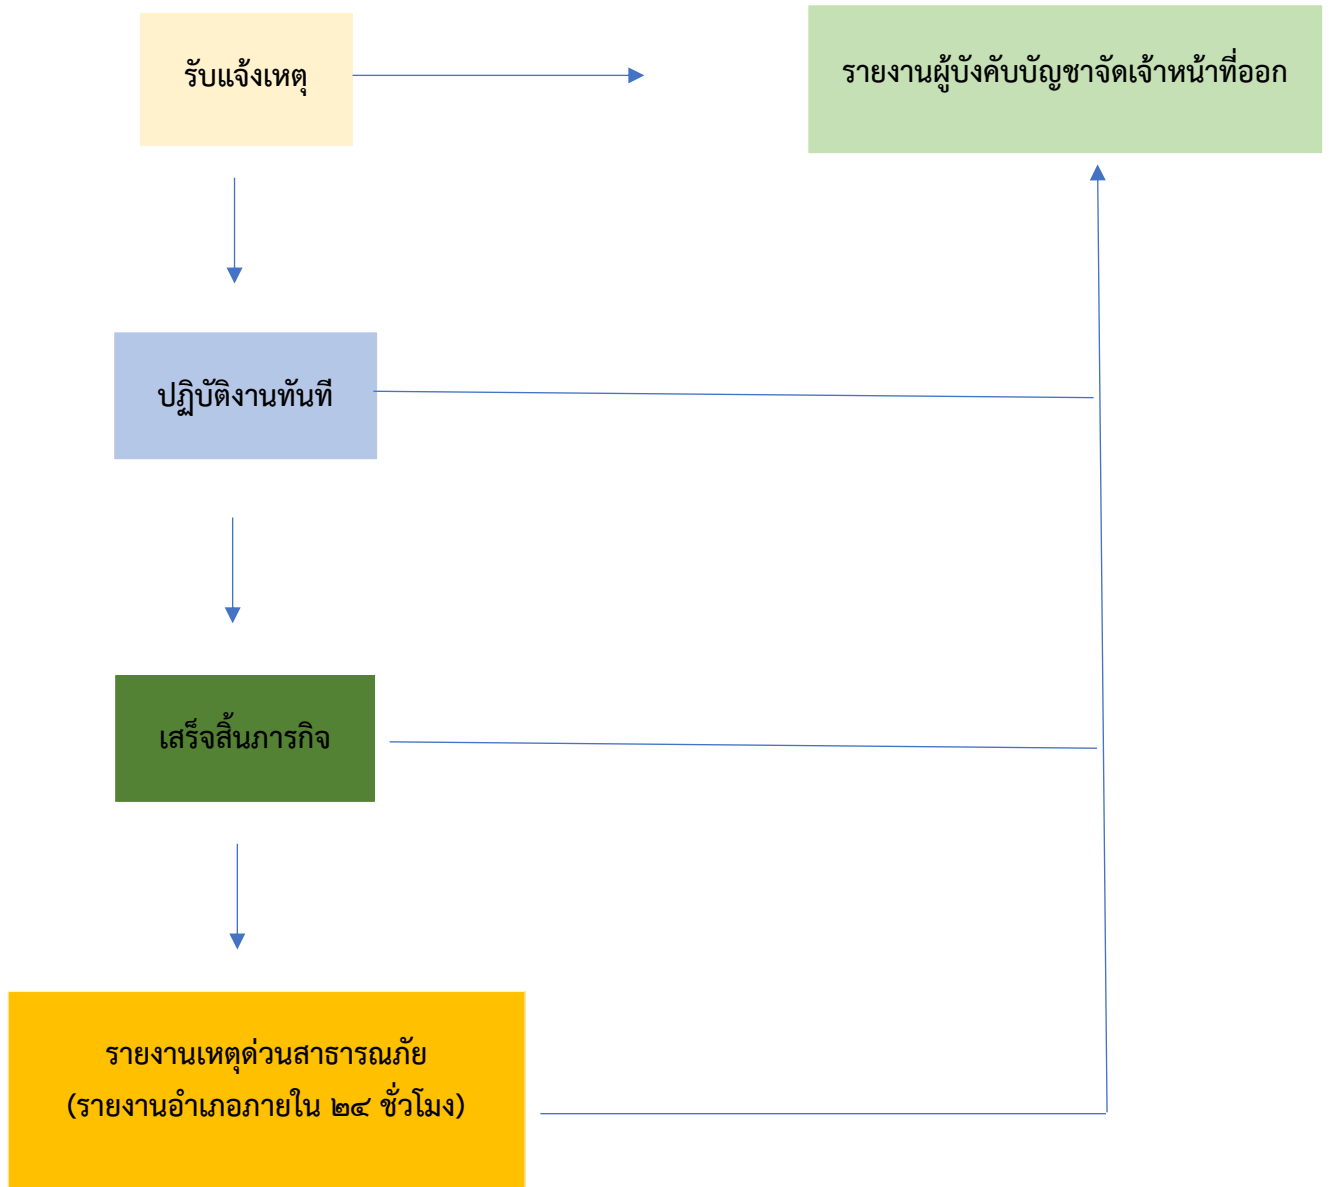 รับแจ้งเหตุ
รายงานผู้บังคับบัญชาจัดเจ้าหน้าที่ออก
ปฏิบัติงานทันที
เสร็จสิ้นภารกิจ
รายงานเหตุด่วนสาธารณภัย
(รายงานอำเภอภายใน ๒๔ ชั่วโมง)